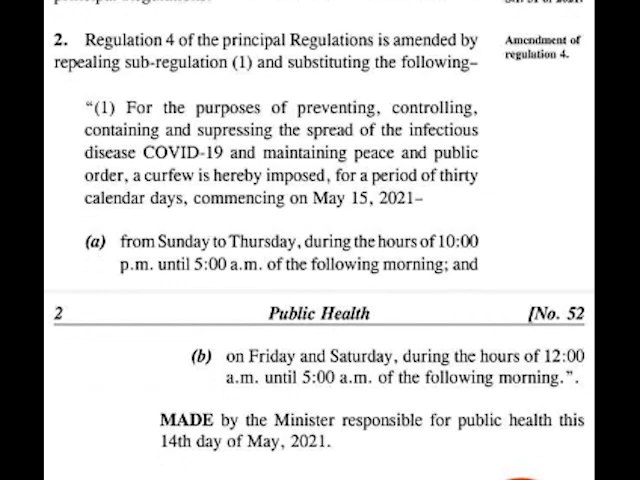 2. Regulation 4 of the principal Regulations is amended by
repealing sub-regulation (1) and substituting the following–
Amendment of
regulation 4.
“(1) For the purposes of preventing, controlling,
containing and supressing the spread of the infectious
disease COVID-19 and maintaining peace and public
order, a curfew is hereby imposed, for a period of thirty
calendar days, commencing on May 15, 2021–
(a) from Sunday to Thursday, during the hours of 10:00
p.m. until 5:00 a.m. of the following morning; and
2 Public Health [No. 52
(b) on Friday and Saturday, during the hours of 12:00
a.m. until 5:00 a.m. of the following morning.”.
MADE by the Minister responsible for public health this
14th day of May, 2021.